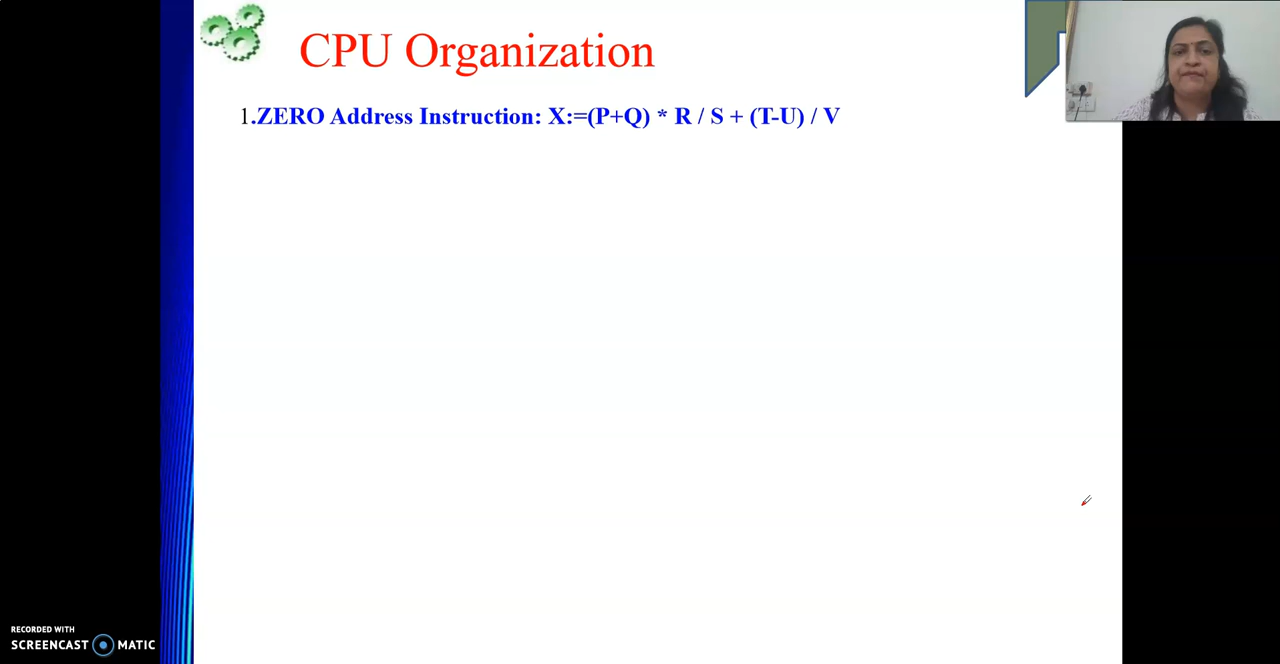 CPU Organization
1.ZERO Address Instruction: X:=(P+Q) * R / S + (T-U) / V
RECORDED WITH
SCREENCAST MATIC